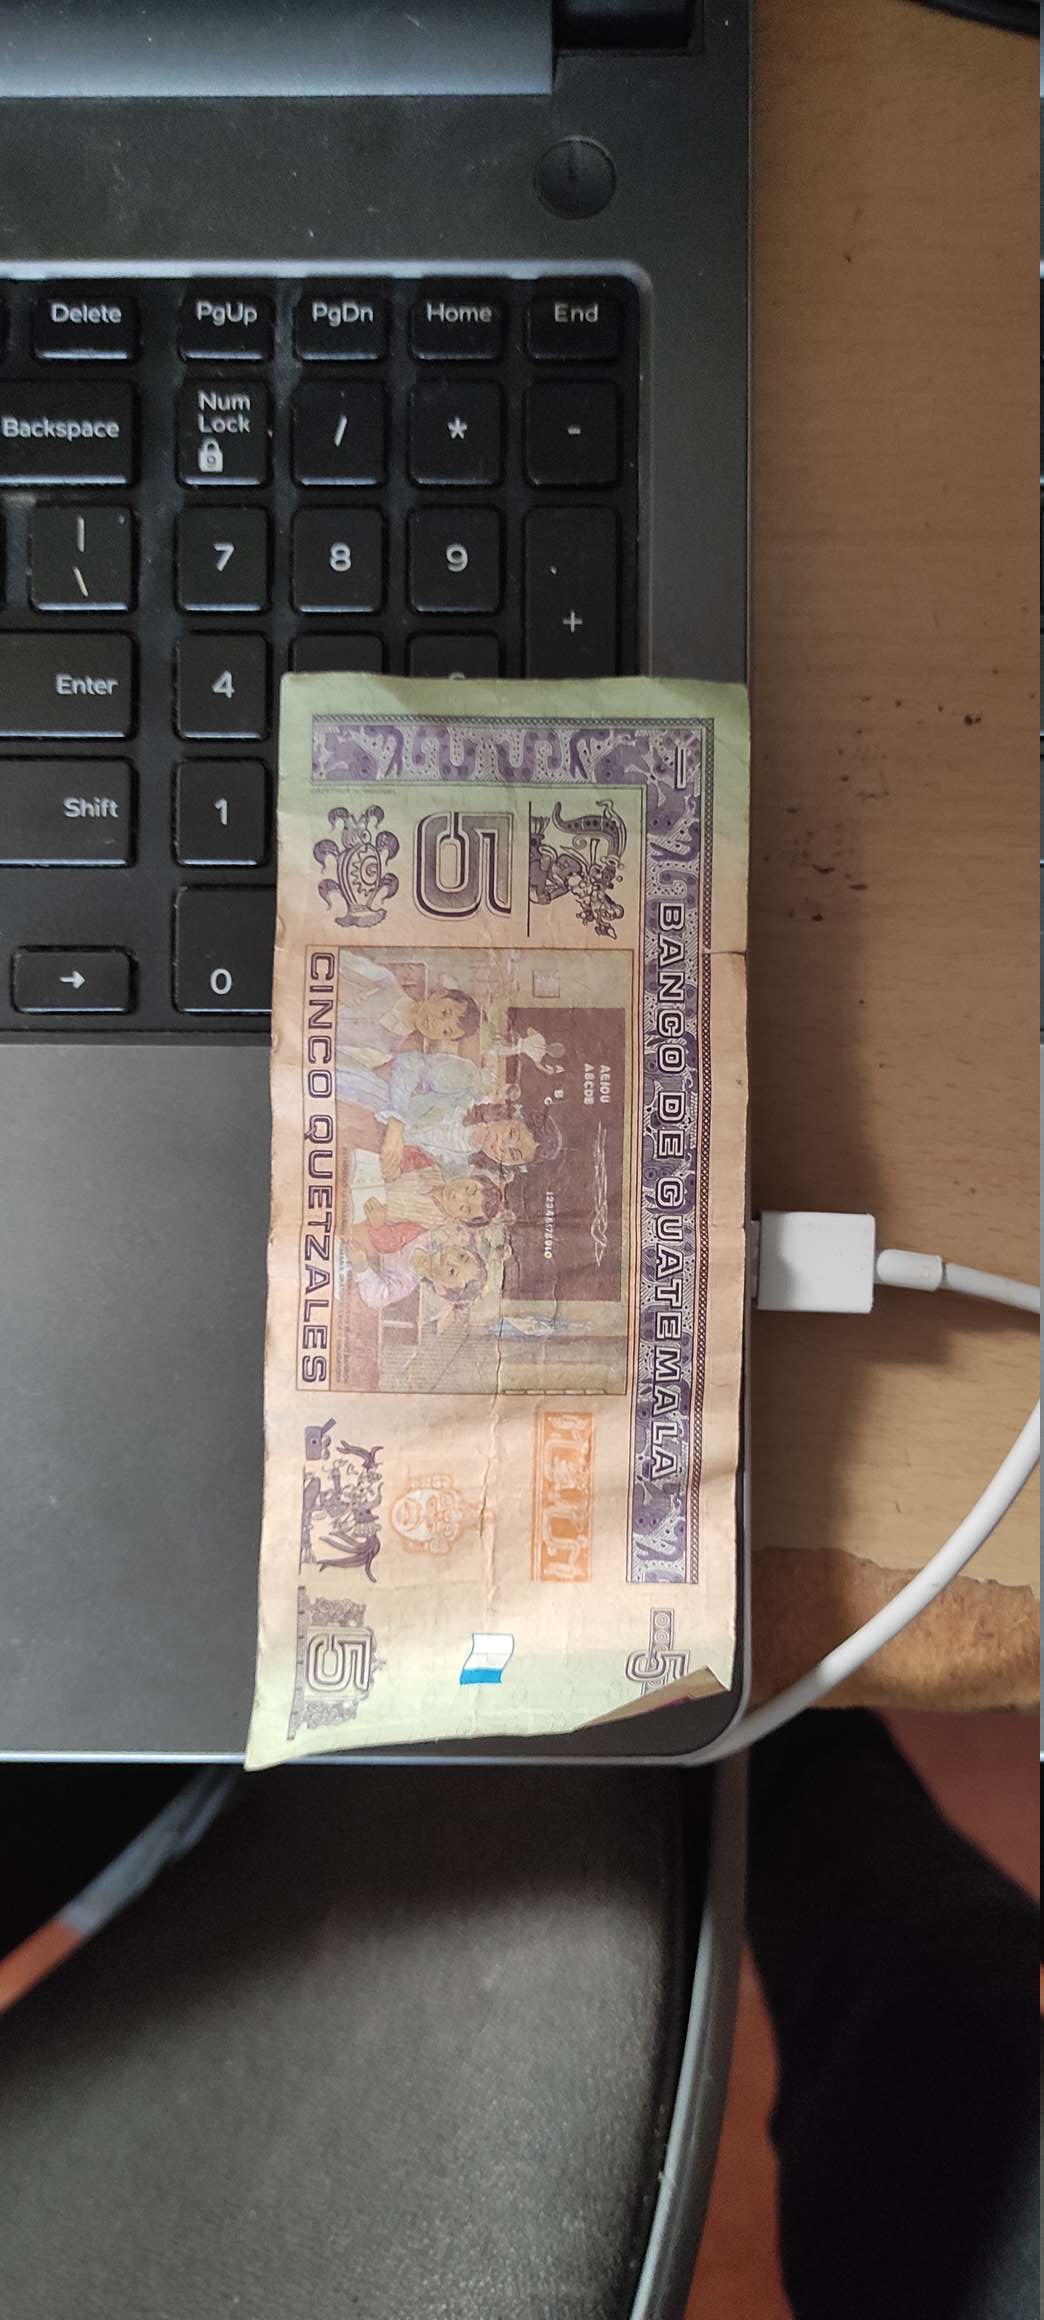 Delete
PgUp
PgDn
Home
End
Backspace
Num
Lock
/
*
-
|
\
7
8
9
+
Enter
4
Shift
1
→
0
BANCO DE GUATEMALA
5
AEIOU
ABCDE
A B C
1234567890
CINCO QUETZALES
5
5